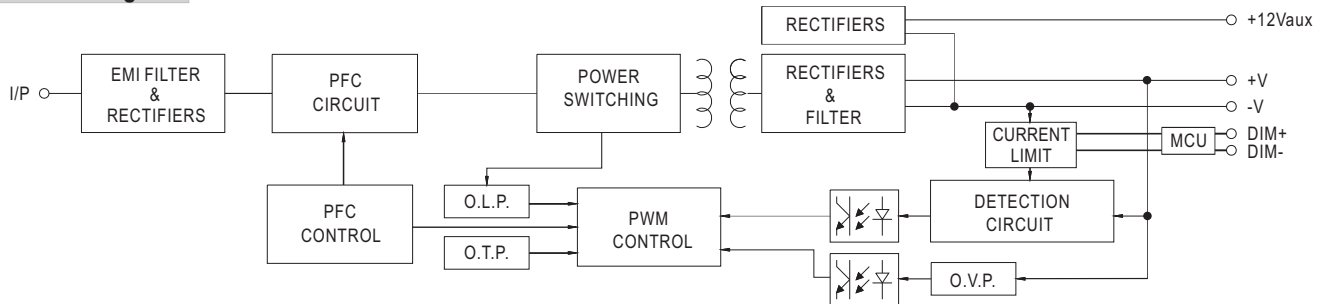 RECTIFIERS
+12Vaux
I/P
EMI FILTER
&
RECTIFIERS
PFC
CIRCUIT
POWER
SWITCHING
RECTIFIERS
&
FILTER
+V
-V
CURRENT
LIMIT
MCU
DIM+
DIM-
PFC
CONTROL
O.L.P.
O.T.P.
PWM
CONTROL
DETECTION
CIRCUIT
O.V.P.